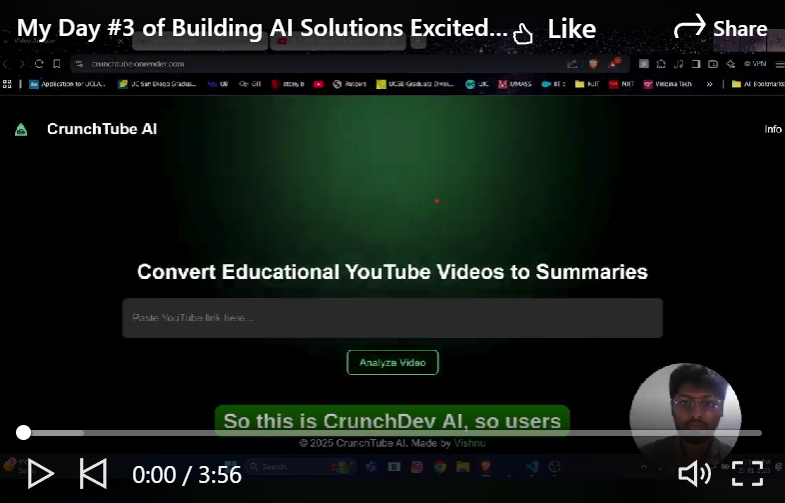 My Day #3 of Building AI Solutions Excited...
Like
Share
crunchtube.onrender.com
VPN
Application for UCLA...
UC San Diego Gradua...
UB
GIT
stony b
Rutgers
UCSB Graduate Divisi...
UIC
UMASS
NJIT
Virginia Tech
All Bookmarks
CrunchTube AI
Info
Convert Educational YouTube Videos to Summaries
Paste YouTube link here...
Analyze Video
So this is CrunchDev AI, so users
© 2025 CrunchTube AI. Made by Vishnu
Search
0:00 / 3:56